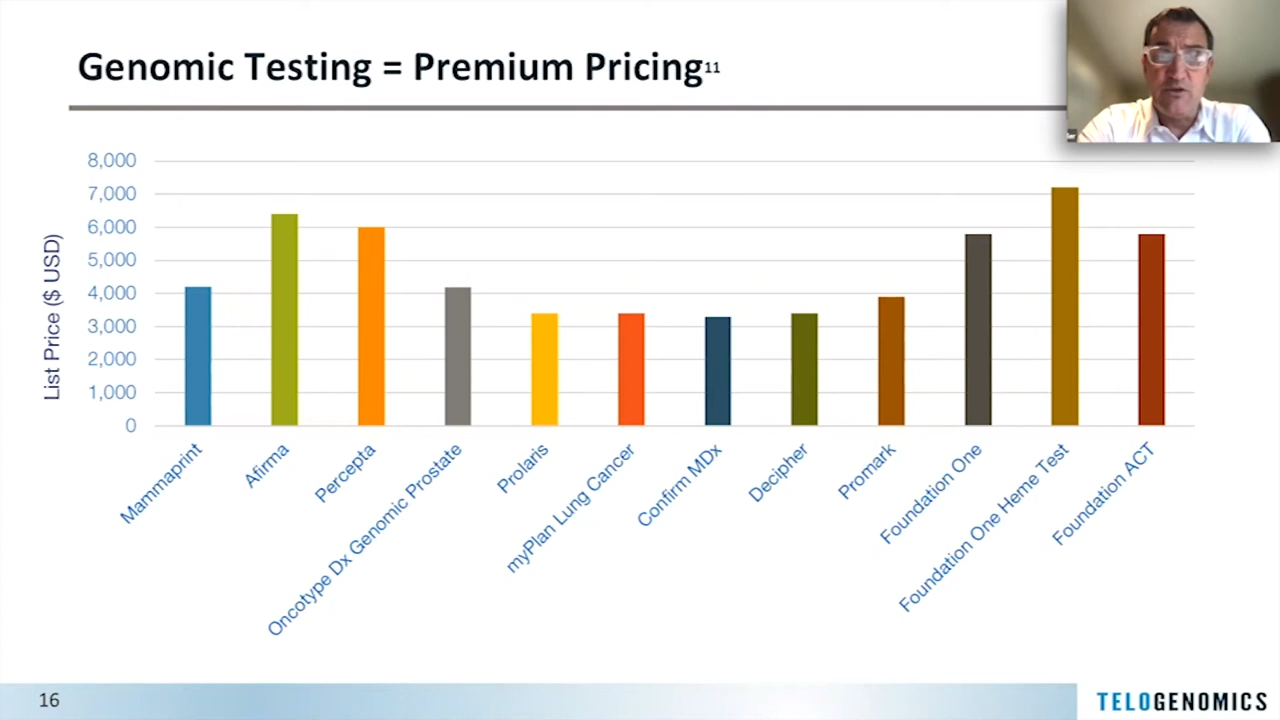 Genomic Testing = Premium Pricing11
8,000
7,000
6,000
5,000
4,000
3,000
2,000
1,000
0
List Price ($ USD)
Mammaprint
Afirma
Percepta
Oncotype Dx Genomic Prostate
Prolaris
myPlan Lung Cancer
Confirm MDx
Decipher
Promark
Foundation One
Foundation One Heme Test
Foundation ACT
16
TELOGENOMICS